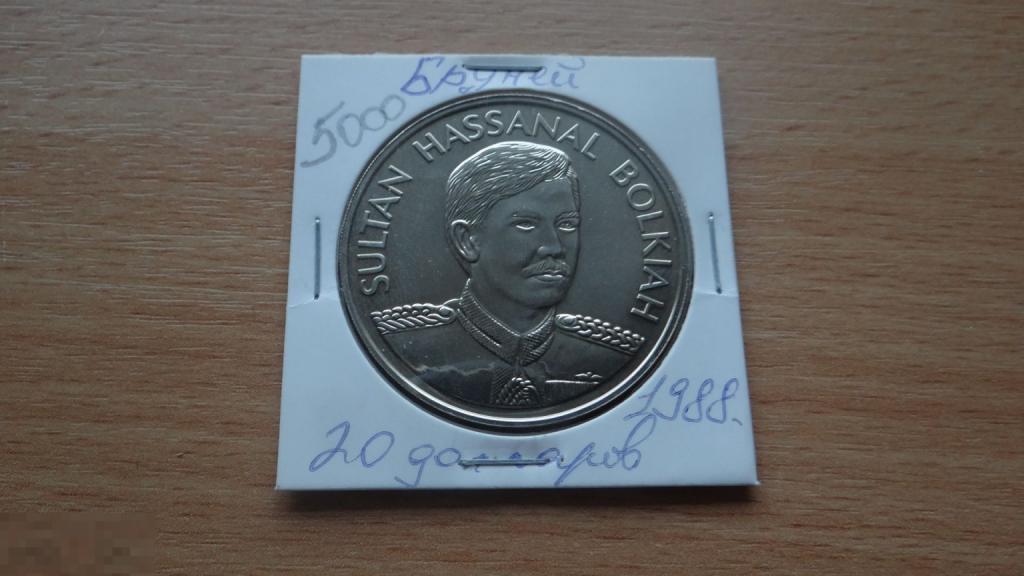 Бруней
5000
SULTAN HASSANAL BOLKIAH
1988.
20 долларов